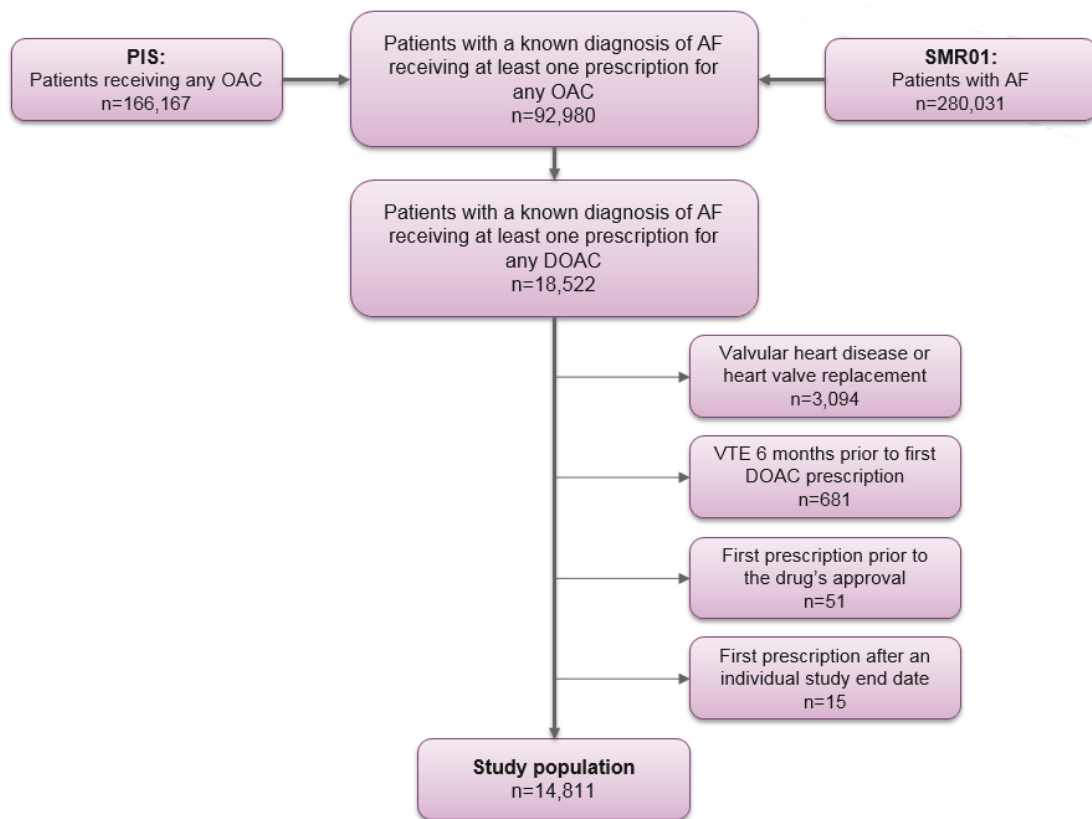 PIS:
Patients receiving any OAC
n=166,167
Patients with a known diagnosis of AF
receiving at least one prescription for
any OAC
n=92,980
SMR01:
Patients with AF
n=280,031
Patients with a known diagnosis of AF
receiving at least one prescription for
any DOAC
n=18,522
Valvular heart disease or
heart valve replacement
n=3,094
VTE 6 months prior to first
DOAC prescription
n=681
First prescription prior to
the drug’s approval
n=51
First prescription after an
individual study end date
n=15
Study population
n=14,811